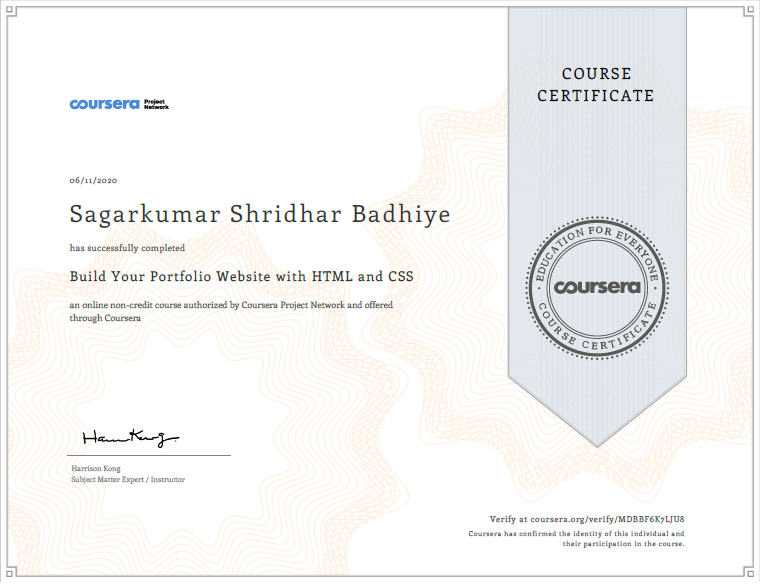 COURSE
CERTIFICATE
coursera Project
Network
06/11/2020
Sagarkumar Shridhar Badhiye
has successfully completed
Build Your Portfolio Website with HTML and CSS
an online non-credit course authorized by Coursera Project Network and offered
through Coursera
EDUCATION FOR EVERYONE
coursera
COURSE CERTIFICATE
Harrison Kong
Subject Matter Expert / Instructor
Verify at coursera.org/verify/MDBBF6K7LJU8
Coursera has confirmed the identity of this individual and
their participation in the course.